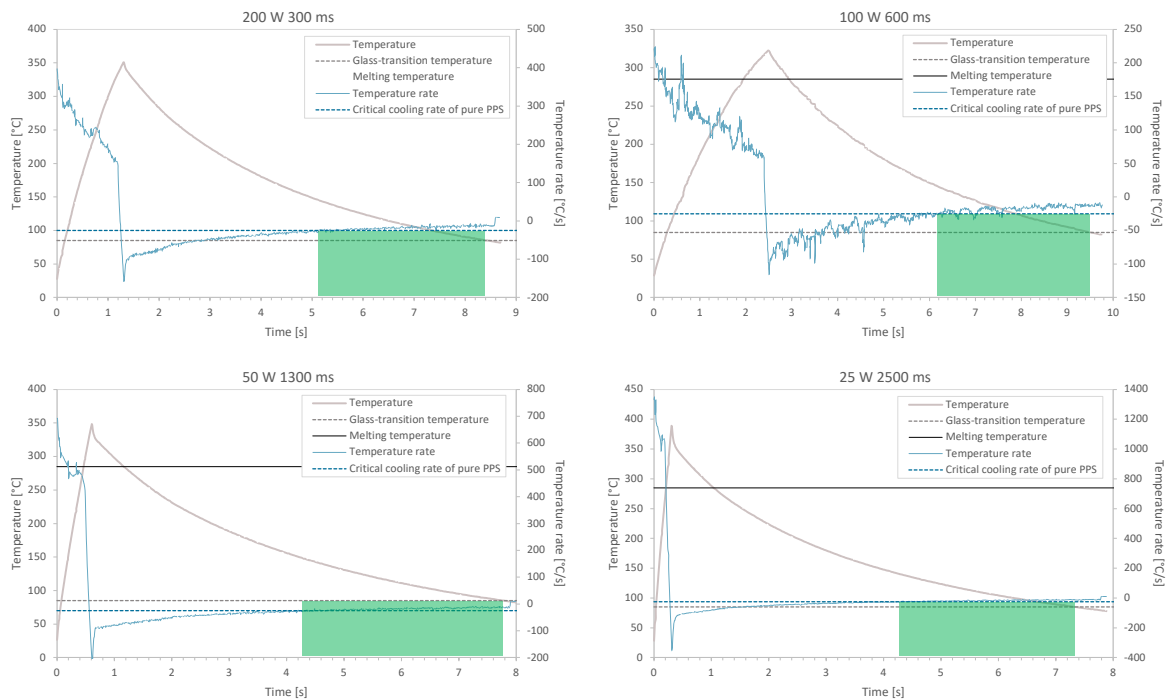 200 W 300 ms
400
350
300
250
200
150
100
50
0
Temperature [°C]
500
400
300
200
100
0
-100
-200
Temperature rate [°C/s]
0 1 2 3 4 5 6 7 8 9
Time [s]
Temperature
Glass-transition temperature
Melting temperature
Temperature rate
Critical cooling rate of pure PPS
100 W 600 ms
350
300
250
200
150
100
50
0
Temperature [°C]
250
200
150
100
50
0
-50
-100
-150
Temperature rate [°C/s]
0 1 2 3 4 5 6 7 8 9 10
Time [s]
Temperature
Glass-transition temperature
Melting temperature
Temperature rate
Critical cooling rate of pure PPS
50 W 1300 ms
400
350
300
250
200
150
100
50
0
Temperature [°C]
800
700
600
500
400
300
200
100
0
-100
-200
Temperature rate [°C/s]
0 1 2 3 4 5 6 7 8
Time [s]
Temperature
Glass-transition temperature
Melting temperature
Temperature rate
Critical cooling rate of pure PPS
25 W 2500 ms
450
400
350
300
250
200
150
100
50
0
Temperature [°C]
1400
1200
1000
800
600
400
200
0
-200
-400
Temperature rate [°C/s]
0 1 2 3 4 5 6 7 8
Time [s]
Temperature
Glass-transition temperature
Melting temperature
Temperature rate
Critical cooling rate of pure PPS